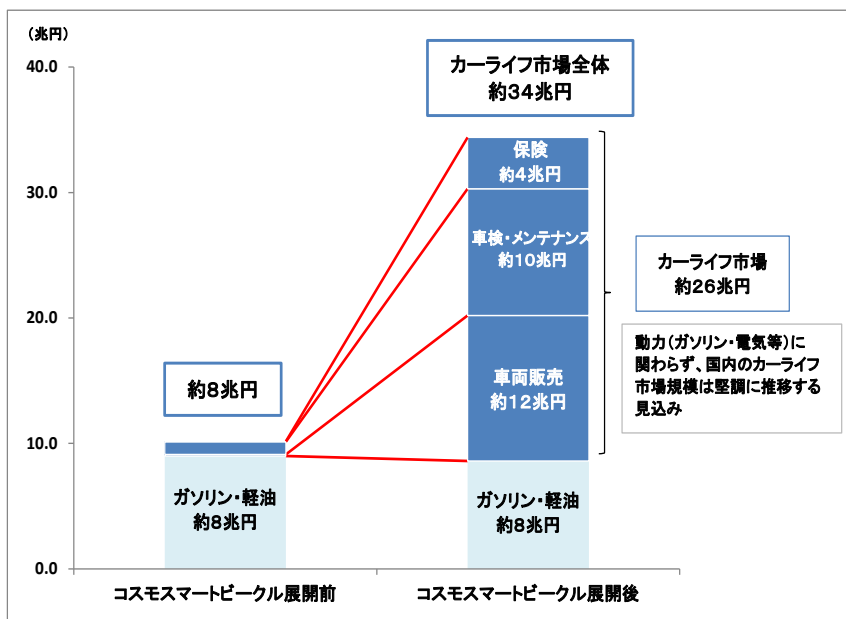 (兆円)
40.0
30.0
20.0
10.0
0.0
カーライフ市場全体
約34兆円
保険
約4兆円
車検・メンテナンス
約10兆円
車両販売
約12兆円
ガソリン・軽油
約8兆円
約8兆円
ガソリン・軽油
約8兆円
カーライフ市場
約26兆円
動力(ガソリン・電気等)に
関わらず、国内のカーライフ
市場規模は堅調に推移する
見込み
コスモスマートビークル展開前
コスモスマートビークル展開後